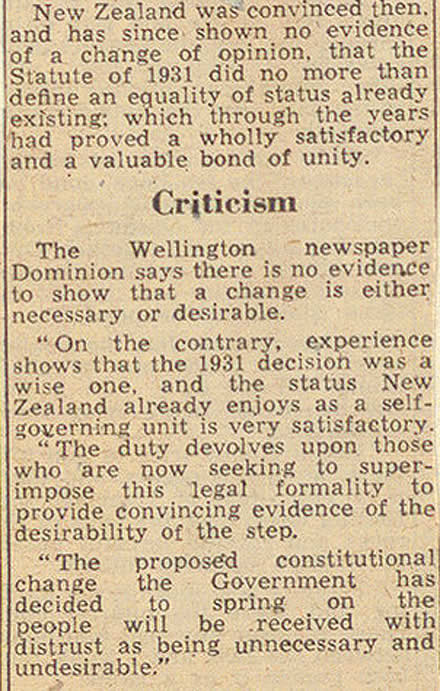 New Zealand was convinced then,
and has since shown no evidence
of a change of opinion, that the
Statute of 1931 did no more than
define an equality of status already
existing; which through the years
had proved a wholly satisfactory
and a valuable bond of unity.
Criticism
The Wellington newspaper
Dominion says there is no evidence
to show that a change is either
necessary or desirable.
"On the contrary, experience
shows that the 1931 decision was a
wise one, and the status New
Zealand already enjoys as a self-
governing unit is very satisfactory.
"The duty devolves upon those
who are now seeking to super-
impose this legal formality to
provide convincing evidence of the
desirability of the step.
"The proposed constitutional
change the Government has
decided to spring on the
people will be received with
distrust as being unnecessary and
undesirable."